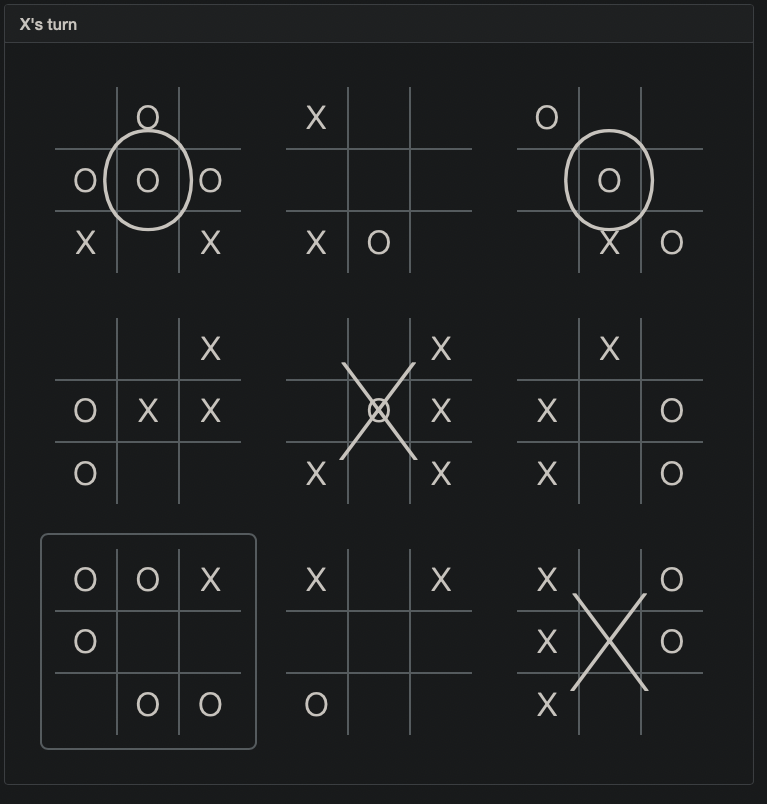 X's turn
O X O
O O O O
X X X O X O
X X X
O X X O X X O
O X X X O
O O X X X X O
O X O
O O O X